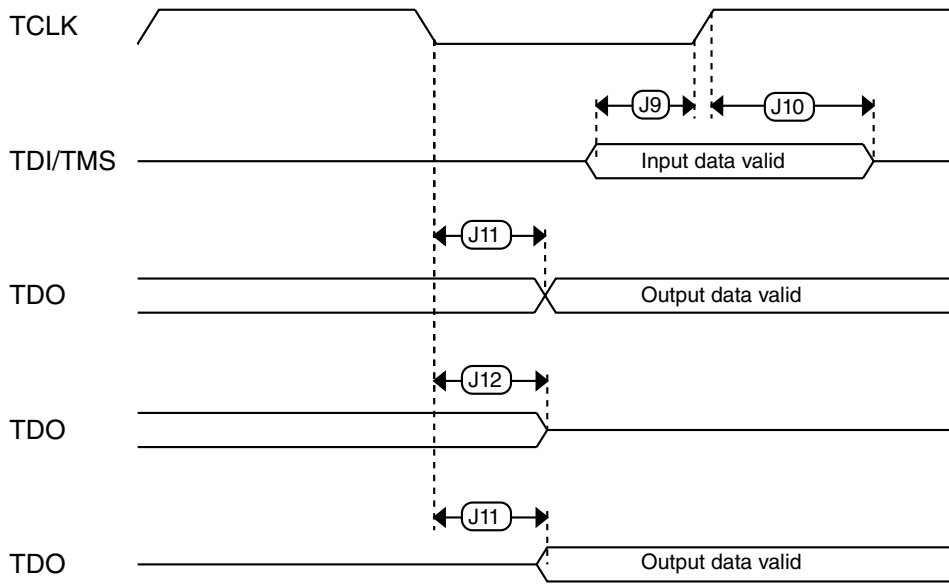 TCLK
J9
J10
TDI/TMS
Input data valid
J11
TDO
Output data valid
J12
TDO
J11
TDO
Output data valid